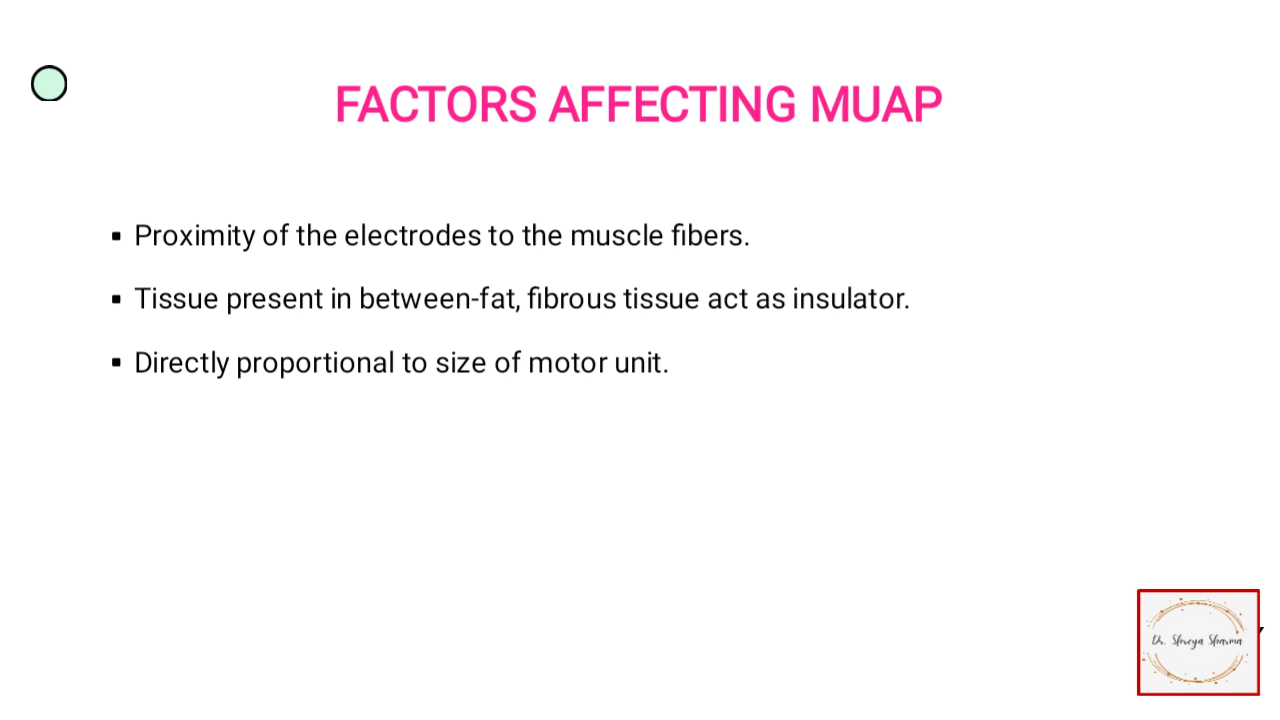 FACTORS AFFECTING MUAP
▪ Proximity of the electrodes to the muscle fibers.
▪ Tissue present in between-fat, fibrous tissue act as insulator.
▪ Directly proportional to size of motor unit.
Dr. Shreya Sharma